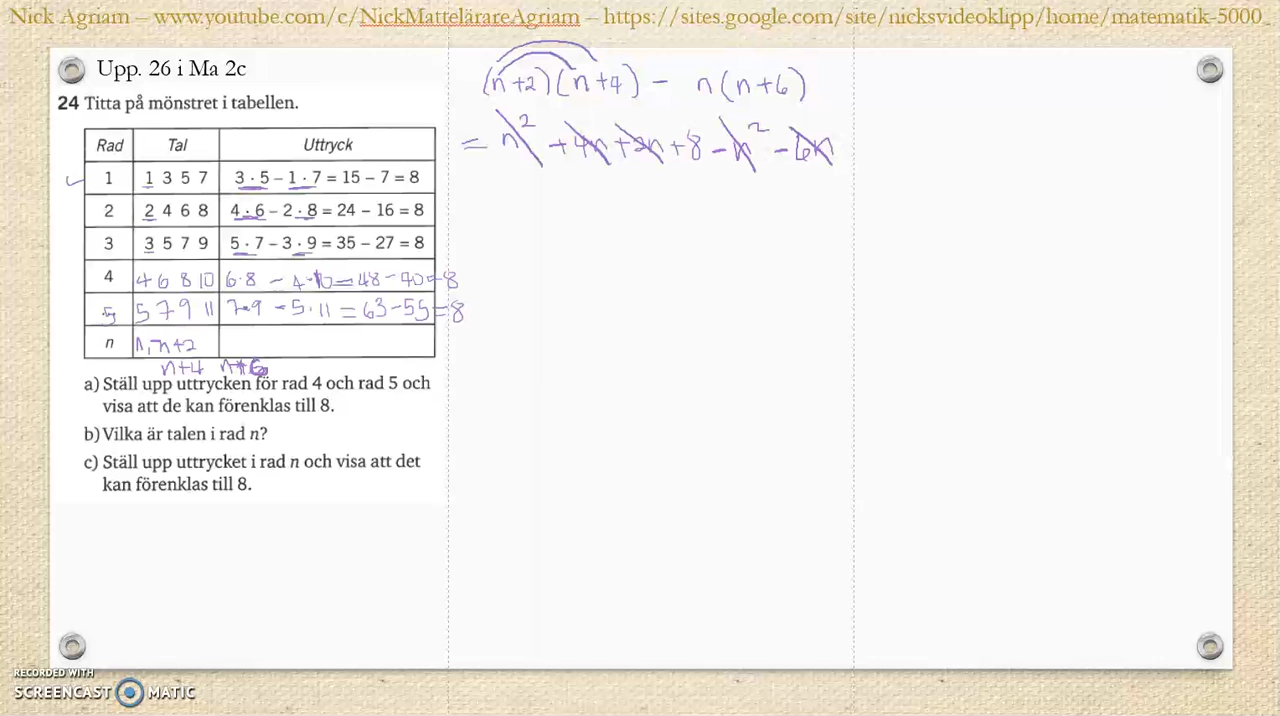 Nick Agnam – www.youtube.com/c/NickMattelärareAgnam – https://sites.google.com/site/nicksvideoklipp/home/matematik-5000
Upp. 26 i Ma 2c
24 Titta på mönstret i tabellen.
Rad Tal Uttryck
1 1 3 5 7 3 · 5 – 1 · 7 = 15 – 7 = 8
2 2 4 6 8 4 · 6 – 2 · 8 = 24 – 16 = 8
3 3 5 7 9 5 · 7 – 3 · 9 = 35 – 27 = 8
4 4 6 8 10 6·8 – 4·10 = 48 – 40 = 8
5 5 7 9 11 7·9 – 5·11 = 63 – 55 = 8
n n, n+2
n+4 n+6
a) Ställ upp uttrycken för rad 4 och rad 5 och
visa att de kan förenklas till 8.
b) Vilka är talen i rad n?
c) Ställ upp uttrycket i rad n och visa att det
kan förenklas till 8.
(n+2)(n+4) – n(n+6)
= n² + 4n + 2n + 8 – n² – 6n
RECORDED WITH
SCREENCAST MATIC